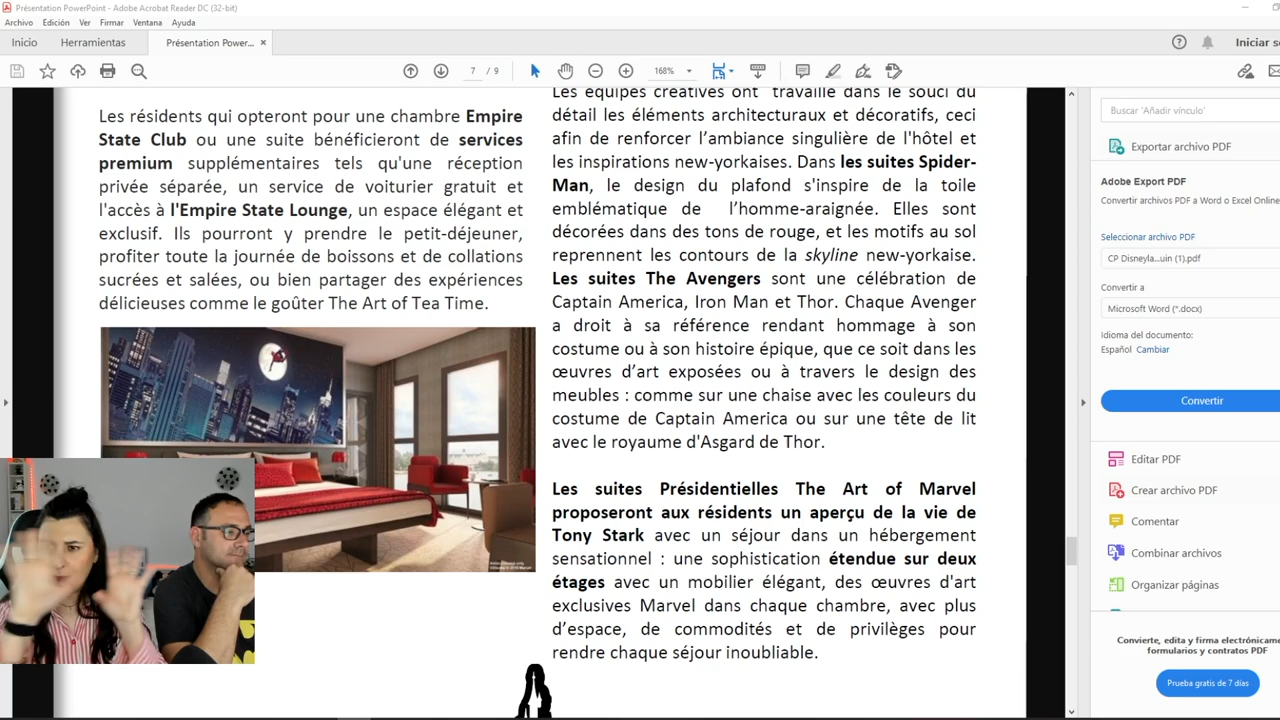 Présentation PowerPoint - Adobe Acrobat Reader DC (32-bit)
Archivo Edición Ver Firmar Ventana Ayuda
Inicio Herramientas Présentation Power... × Iniciar se
7 / 9 168%
Les résidents qui opteront pour une chambre Empire
State Club ou une suite bénéficieront de services
premium supplémentaires tels qu'une réception
privée séparée, un service de voiturier gratuit et
l'accès à l'Empire State Lounge, un espace élégant et
exclusif. Ils pourront y prendre le petit-déjeuner,
profiter toute la journée de boissons et de collations
sucrées et salées, ou bien partager des expériences
délicieuses comme le goûter The Art of Tea Time.
Les équipes créatives ont travaillé dans le souci du
détail les éléments architecturaux et décoratifs, ceci
afin de renforcer l’ambiance singulière de l'hôtel et
les inspirations new-yorkaises. Dans les suites Spider-
Man, le design du plafond s'inspire de la toile
emblématique de l’homme-araignée. Elles sont
décorées dans des tons de rouge, et les motifs au sol
reprennent les contours de la skyline new-yorkaise.
Les suites The Avengers sont une célébration de
Captain America, Iron Man et Thor. Chaque Avenger
a droit à sa référence rendant hommage à son
costume ou à son histoire épique, que ce soit dans les
œuvres d’art exposées ou à travers le design des
meubles : comme sur une chaise avec les couleurs du
costume de Captain America ou sur une tête de lit
avec le royaume d'Asgard de Thor.
Les suites Présidentielles The Art of Marvel
proposeront aux résidents un aperçu de la vie de
Tony Stark avec un séjour dans un hébergement
sensationnel : une sophistication étendue sur deux
étages avec un mobilier élégant, des œuvres d'art
exclusives Marvel dans chaque chambre, avec plus
d’espace, de commodités et de privilèges pour
rendre chaque séjour inoubliable.
Buscar 'Añadir vínculo'
Exportar archivo PDF
Adobe Export PDF
Convertir archivos PDF a Word o Excel Online
Seleccionar archivo PDF
CP Disneyla...uin (1).pdf
Convertir a
Microsoft Word (*.docx)
Idioma del documento:
Español Cambiar
Convertir
Editar PDF
Crear archivo PDF
Comentar
Combinar archivos
Organizar páginas
Convierte, edita y firma electrónicame
formularios y contratos PDF
Prueba gratis de 7 días